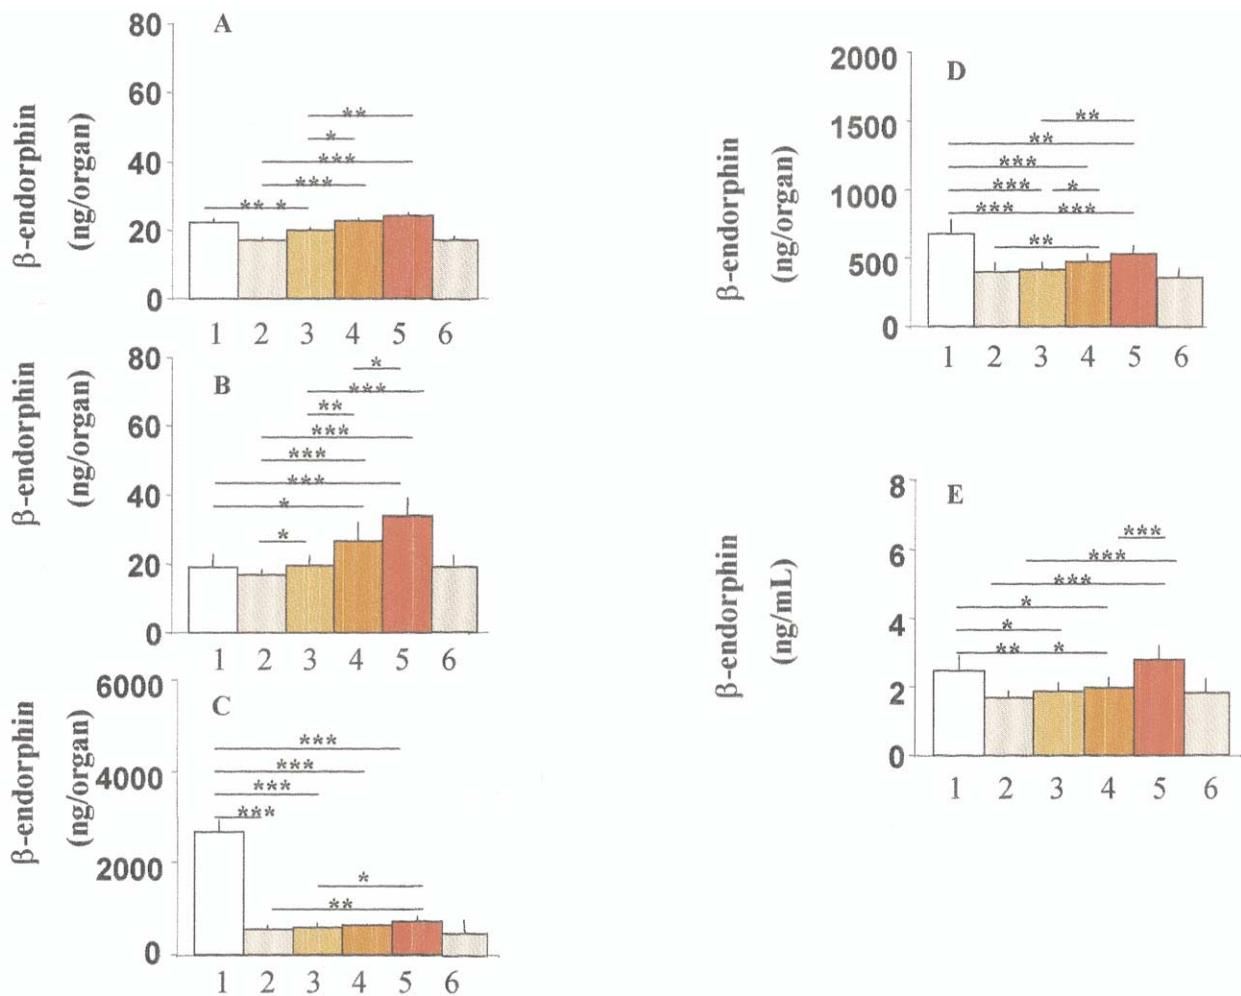 A
β-endorphin
(ng/organ)
80
60
40
20
0
**
*
***
***
** *
1 2 3 4 5 6
B
β-endorphin
(ng/organ)
80
60
40
20
0
*
***
**
***
***
***
*
*
1 2 3 4 5 6
C
β-endorphin
(ng/organ)
6000
4000
2000
0
***
***
***
***
*
**
1 2 3 4 5 6
D
β-endorphin
(ng/organ)
2000
1500
1000
500
0
**
**
***
*** *
*** ***
**
1 2 3 4 5 6
E
β-endorphin
(ng/mL)
8
6
4
2
0
***
***
***
*
*
** *
1 2 3 4 5 6